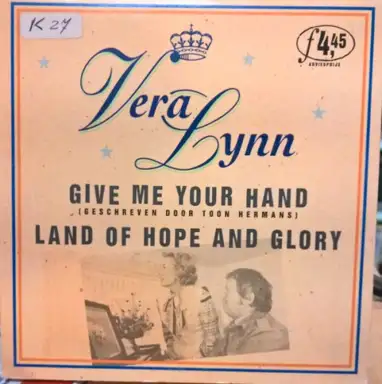 K 27
f 4,45
ADVIESPRIJS
Vera
Lynn
GIVE ME YOUR HAND
(GESCHREVEN DOOR TOON HERMANS)
LAND OF HOPE AND GLORY